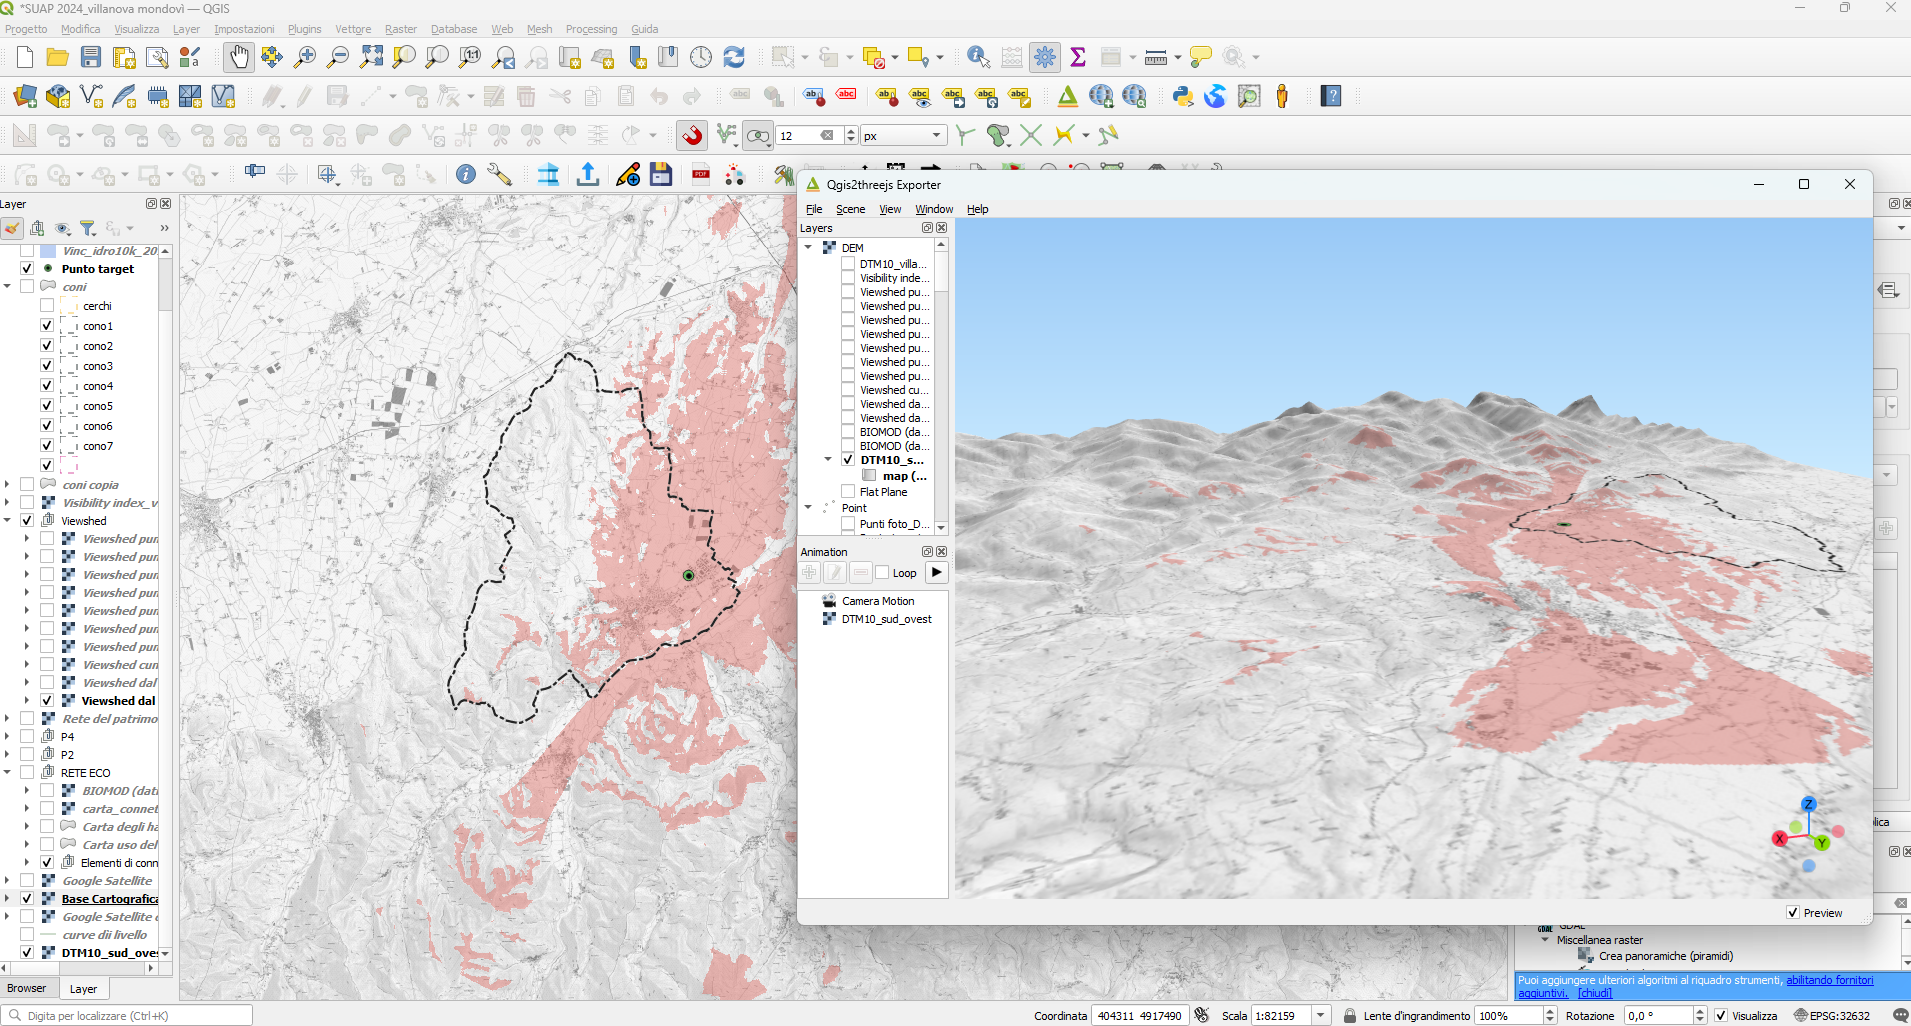 *SUAP 2024_villanova mondovì — QGIS
Progetto Modifica Visualizza Layer Impostazioni Plugins Vettore Raster Database Web Mesh Processing Guida
12 px
Layer
Vinc_idro10k_20
Punto target
coni
cerchi
cono1
cono2
cono3
cono4
cono5
cono6
cono7
coni copia
Visibility index_v
Viewshed
Viewshed pun
Viewshed pun
Viewshed pun
Viewshed pun
Viewshed pun
Viewshed pun
Viewshed pun
Viewshed cun
Viewshed dal
Viewshed dal
Rete del patrimo
P4
P2
RETE ECO
BIOMOD (dati
carta_connet
Carta degli ha
Carta uso del
Elementi di conn
Google Satellite
Base Cartografica
Google Satellite c
curve dii livello
DTM10_sud_oves
Browser Layer
Qgis2threejs Exporter
File Scene View Window Help
Layers
DEM
DTM10_villa...
Visibility inde...
Viewshed pu...
Viewshed pu...
Viewshed pu...
Viewshed pu...
Viewshed pu...
Viewshed pu...
Viewshed pu...
Viewshed cu...
Viewshed da...
Viewshed da...
BIOMOD (da...
BIOMOD (da...
DTM10_s...
map (...
Flat Plane
Point
Punti foto_D...
Animation
Loop
Camera Motion
DTM10_sud_ovest
Z
X
Y
Preview
lica
GDAL
Miscellanea raster
Crea panoramiche (piramidi)
Puoi aggiungere ulteriori algoritmi al riquadro strumenti, abilitando fornitori
aggiuntivi. [chiudi]
Digita per localizzare (Ctrl+K) Coordinata 404311 4917490 Scala 1:82159 Lente d'ingrandimento 100% Rotazione 0,0 ° Visualizza EPSG:32632